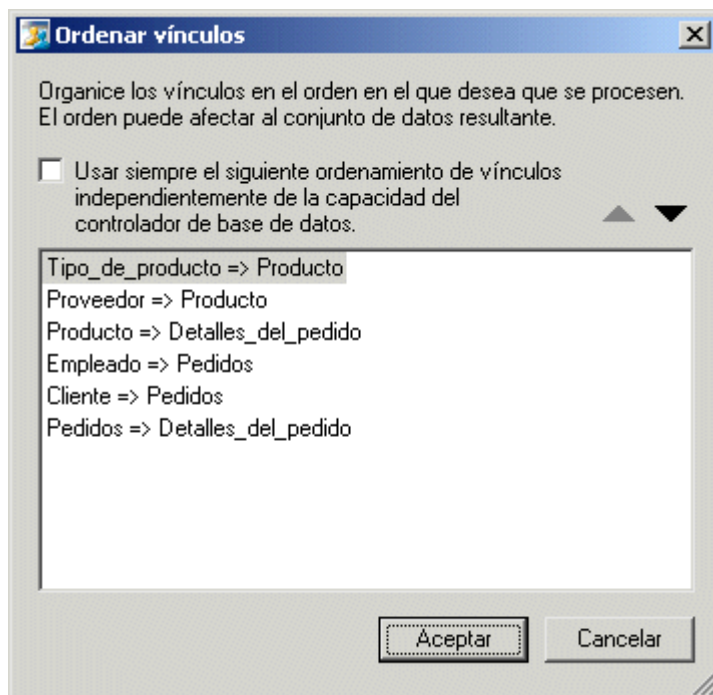 Ordenar vínculos
Organice los vínculos en el orden en el que desea que se procesen.
El orden puede afectar al conjunto de datos resultante.
Usar siempre el siguiente ordenamiento de vínculos
independientemente de la capacidad del
controlador de base de datos.
Tipo_de_producto => Producto
Proveedor => Producto
Producto => Detalles_del_pedido
Empleado => Pedidos
Cliente => Pedidos
Pedidos => Detalles_del_pedido
Aceptar
Cancelar